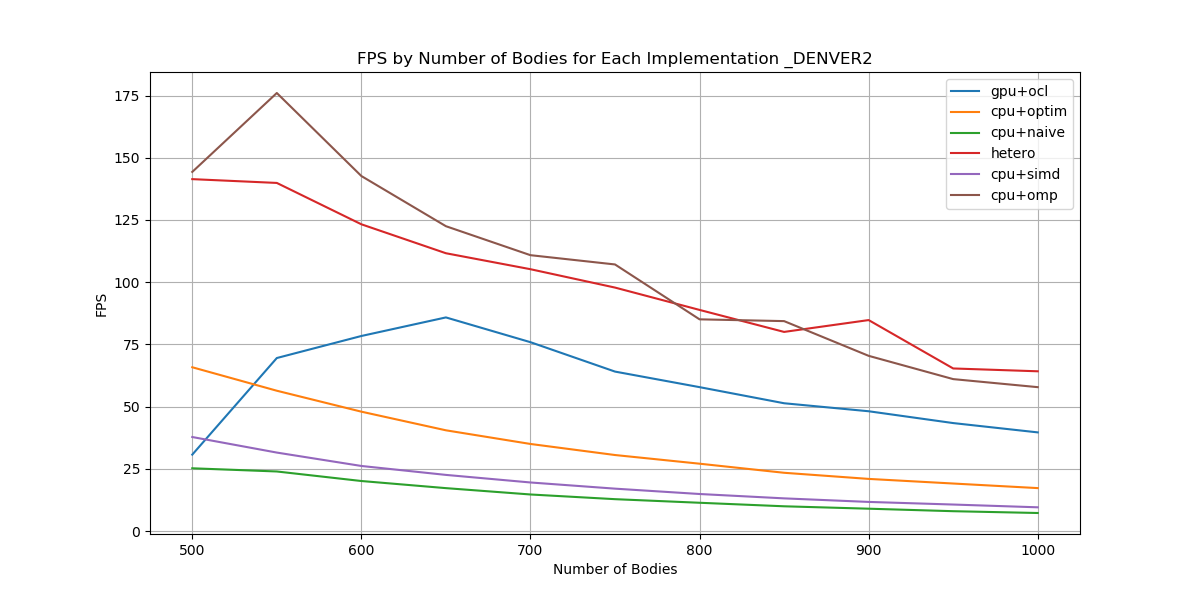 FPS by Number of Bodies for Each Implementation _DENVER2
gpu+ocl
cpu+optim
cpu+naive
hetero
cpu+simd
cpu+omp
175
150
125
100
75
50
25
0
FPS
500 600 700 800 900 1000
Number of Bodies